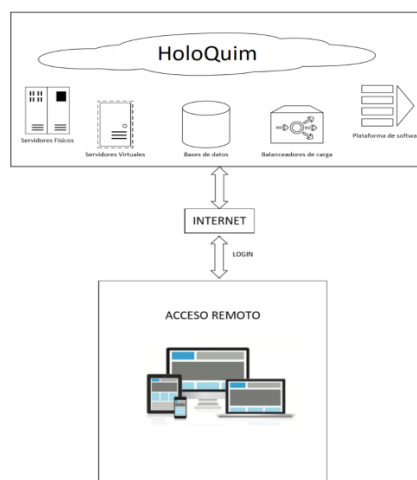 HoloQuim
Servidores Físicos
Servidores Virtuales
Bases de datos
Balanceadores de carga
Plataforma de softwa
INTERNET
LOGIN
ACCESO REMOTO